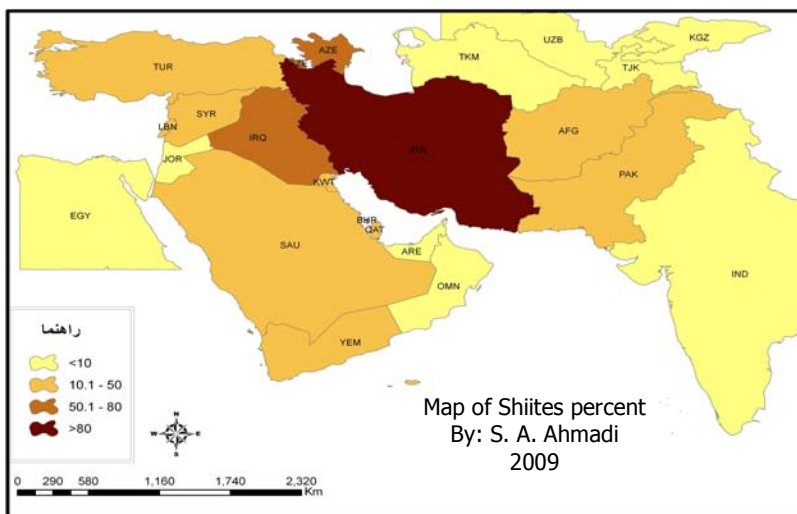 AZE
KGZ
UZB
TUR
TKM
TJK
SYR
LBN
IRQ
IRN
AFG
JOR
KWT
PAK
EGY
BHR
QAT
SAU
ARE
IND
OMN
YEM
راهنما
<10
10.1 - 50
50.1 - 80
>80
N
W E
S
Map of Shiites percent
By: S. A. Ahmadi
2009
0 290 580 1,160 1,740 2,320
Km